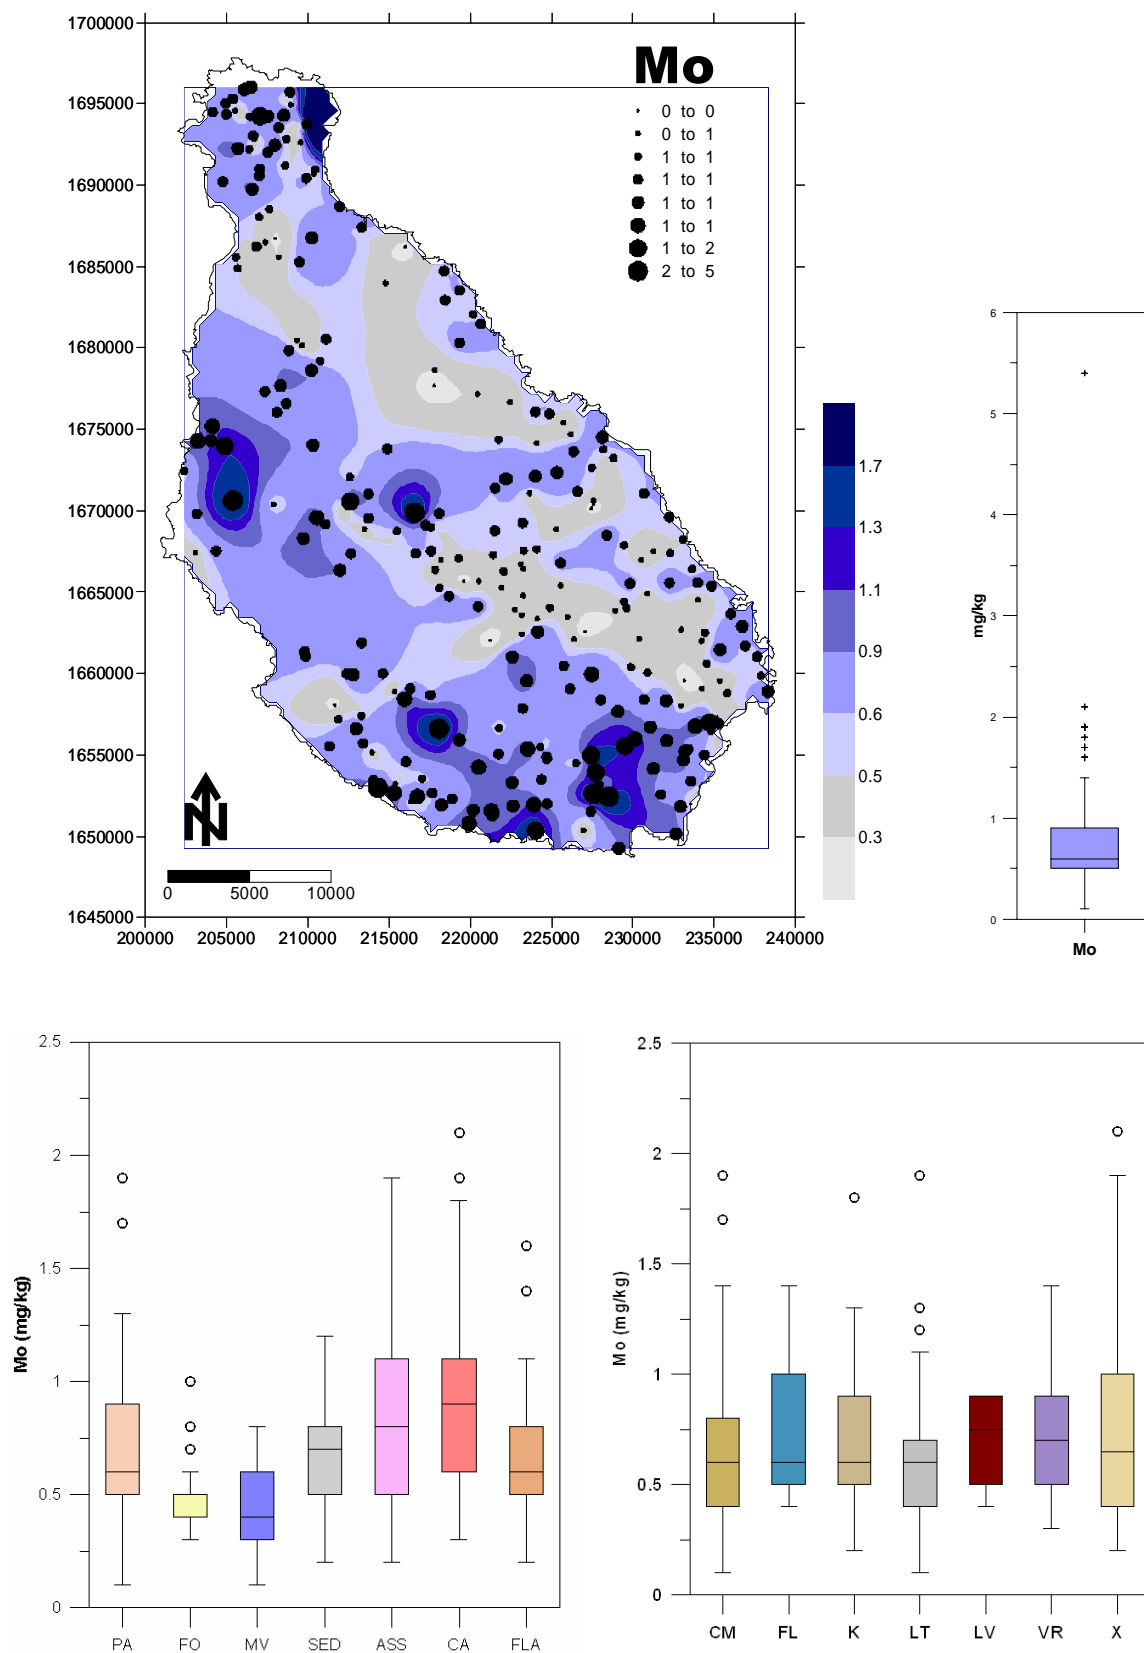 1700000
1695000
1690000
1685000
1680000
1675000
1670000
1665000
1660000
1655000
1650000
1645000
200000 205000 210000 215000 220000 225000 230000 235000 240000
Mo
0 to 0
0 to 1
1 to 1
1 to 1
1 to 1
1 to 1
1 to 2
2 to 5
N
0 5000 10000
1.7
1.3
1.1
0.9
0.6
0.5
0.3
6
5
4
3
2
1
0
mg/kg
Mo
2.5
2
1.5
1
0.5
0
Mo (mg/kg)
PA FO MV SED ASS CA FLA
2.5
2
1.5
1
0.5
0
Mo (mg/kg)
CM FL K LT LV VR X